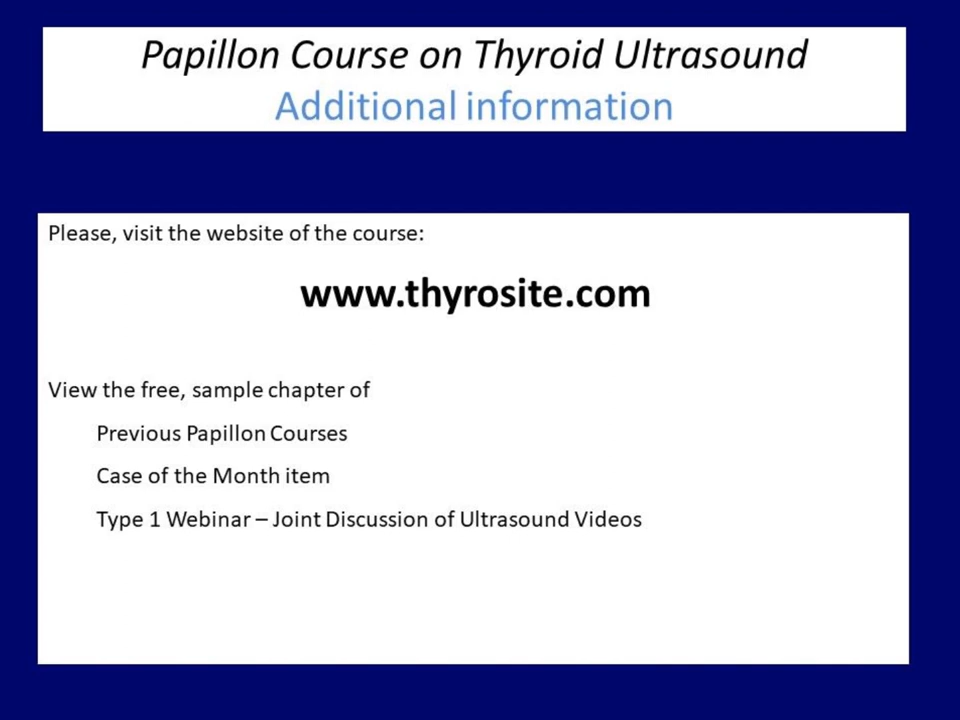 Papillon Course on Thyroid Ultrasound
Additional information
Please, visit the website of the course:
www.thyrosite.com
View the free, sample chapter of
Previous Papillon Courses
Case of the Month item
Type 1 Webinar – Joint Discussion of Ultrasound Videos